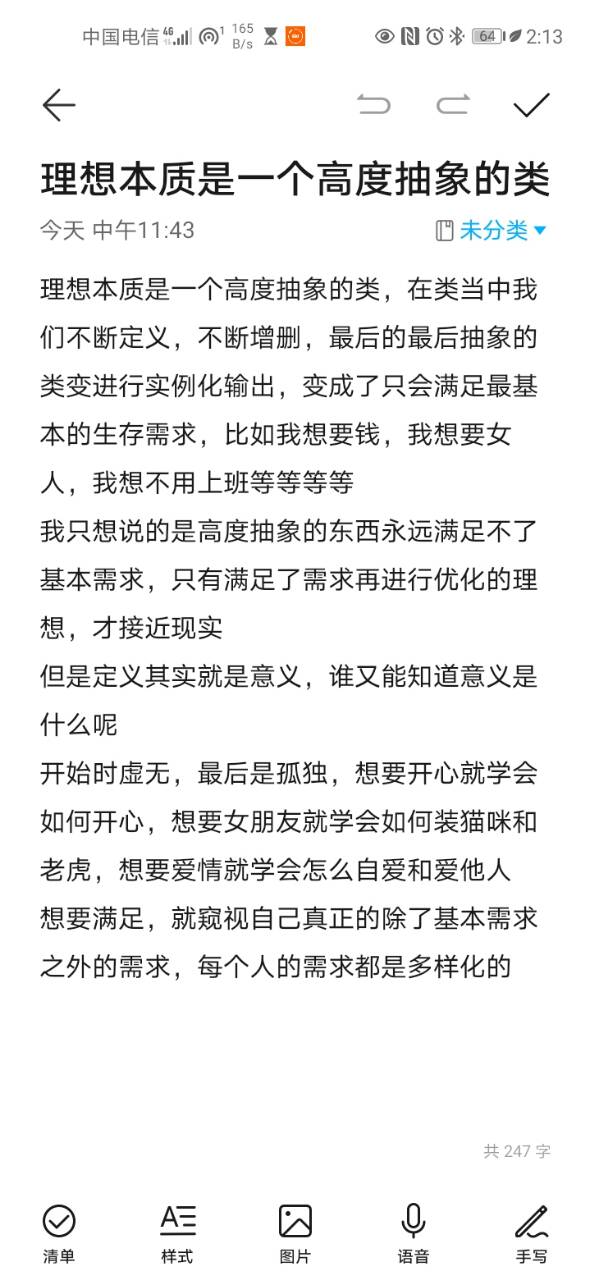 中国电信 4G 1 165 B/s 64 2:13
理想本质是一个高度抽象的类
今天 中午11:43 未分类
理想本质是一个高度抽象的类，在类当中我
们不断定义，不断增删，最后的最后抽象的
类变进行实例化输出，变成了只会满足最基
本的生存需求，比如我想要钱，我想要女
人，我想不用上班等等等等
我只想说的是高度抽象的东西永远满足不了
基本需求，只有满足了需求再进行优化的理
想，才接近现实
但是定义其实就是意义，谁又能知道意义是
什么呢
开始时虚无，最后是孤独，想要开心就学会
如何开心，想要女朋友就学会如何装猫咪和
老虎，想要爱情就学会怎么自爱和爱他人
想要满足，就窥视自己真正的除了基本需求
之外的需求，每个人的需求都是多样化的
共 247 字
清单 样式 图片 语音 手写